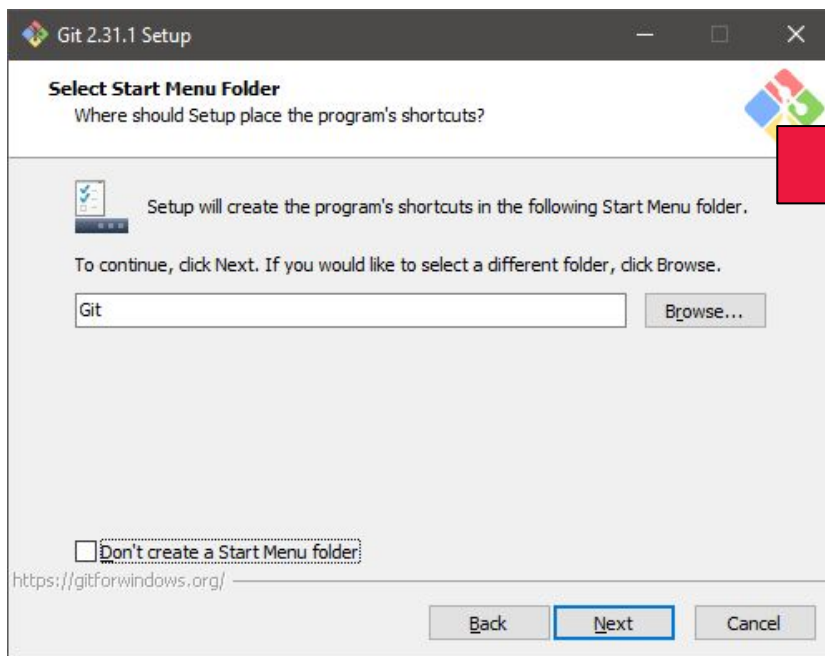 Git 2.31.1 Setup
Select Start Menu Folder
Where should Setup place the program's shortcuts?
Setup will create the program's shortcuts in the following Start Menu folder.
To continue, click Next. If you would like to select a different folder, click Browse.
Git
Browse...
Don't create a Start Menu folder
https://gitforwindows.org/
Back
Next
Cancel